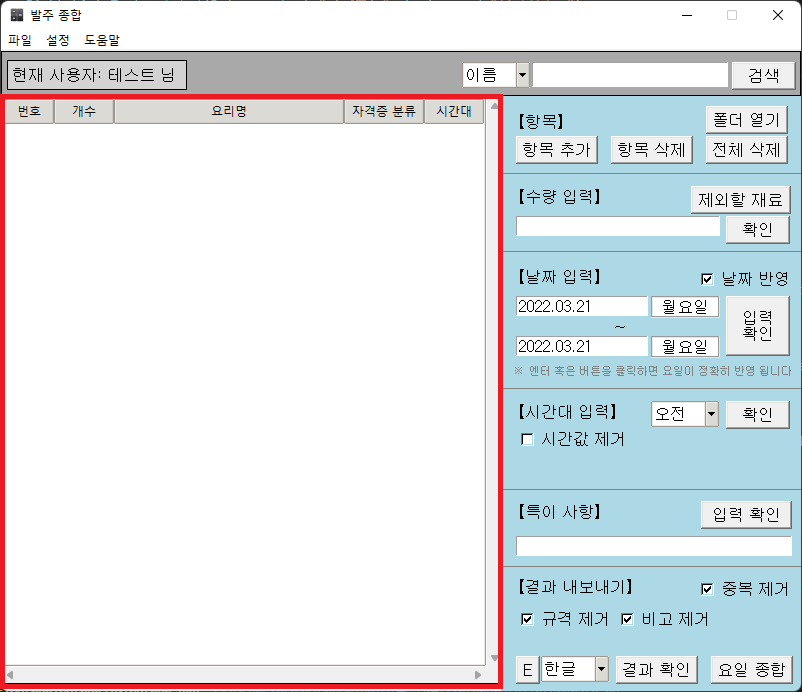 발주 종합
파일 설정 도움말
현재 사용자: 테스트 님 이름 검색
번호 개수 요리명 자격증 분류 시간대
【항목】 폴더 열기
항목 추가 항목 삭제 전체 삭제
【수량 입력】 제외할 재료
확인
【날짜 입력】 날짜 반영
2022.03.21 월요일
입력
확인
~
2022.03.21 월요일
※ 엔터 혹은 버튼을 클릭하면 요일이 정확히 반영 됩니다
【시간대 입력】 오전 확인
시간값 제거
【특이 사항】 입력 확인
【결과 내보내기】 중복 제거
규격 제거 비고 제거
E 한글 결과 확인 요일 종합